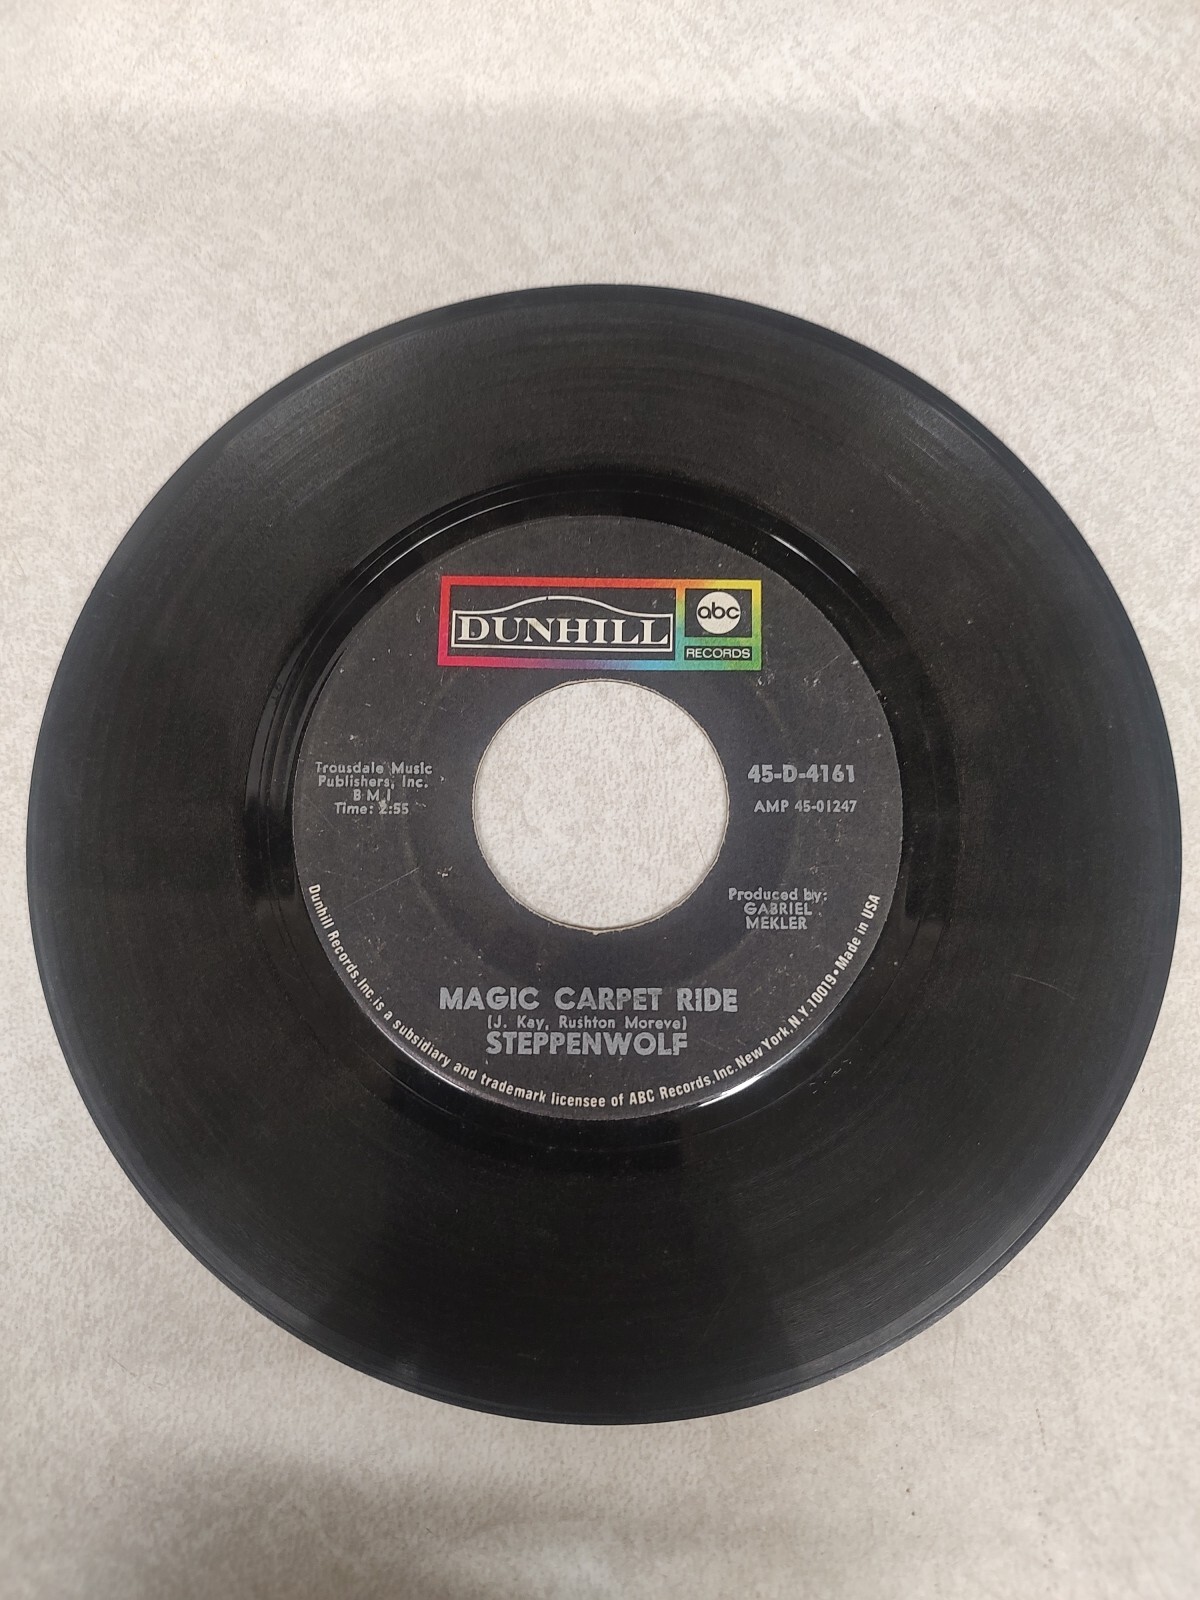 DUNHILL
abc
RECORDS
Trousdale Music
Publishers, Inc.
B M I
Time: 2:55
45-D-4161
AMP 45-01247
Produced by:
GABRIEL
MEKLER
MAGIC CARPET RIDE
(J. Kay, Rushton Moreve)
STEPPENWOLF
Dunhill Records, Inc. is a subsidiary and trademark licensee of ABC Records, Inc. New York, N.Y. 10019 • Made in USA